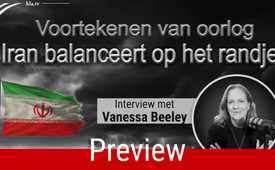 kla.tv
Voortekenen van oorlog
Iran balanceert op het randje
Interview met
Vanessa Beeley
Preview